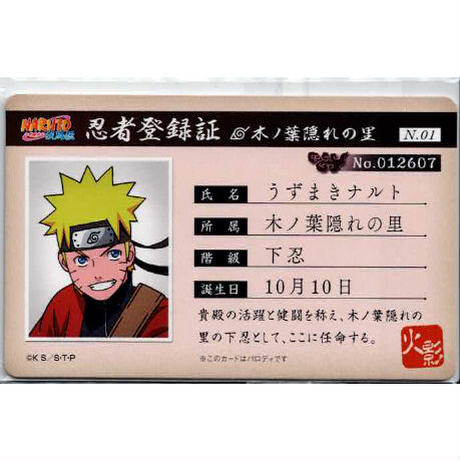 NARUTO
疾風伝
忍者登録証 木ノ葉隠れの里 N.01
No.012607
氏名 うずまきナルト
所属 木ノ葉隠れの里
階級 下忍
誕生日 10月10日
貴殿の活躍と健闘を称え、木ノ葉隠れの
里の下忍として、ここに任命する。
火影
©K S/S・T・P
※このカードはパロディです